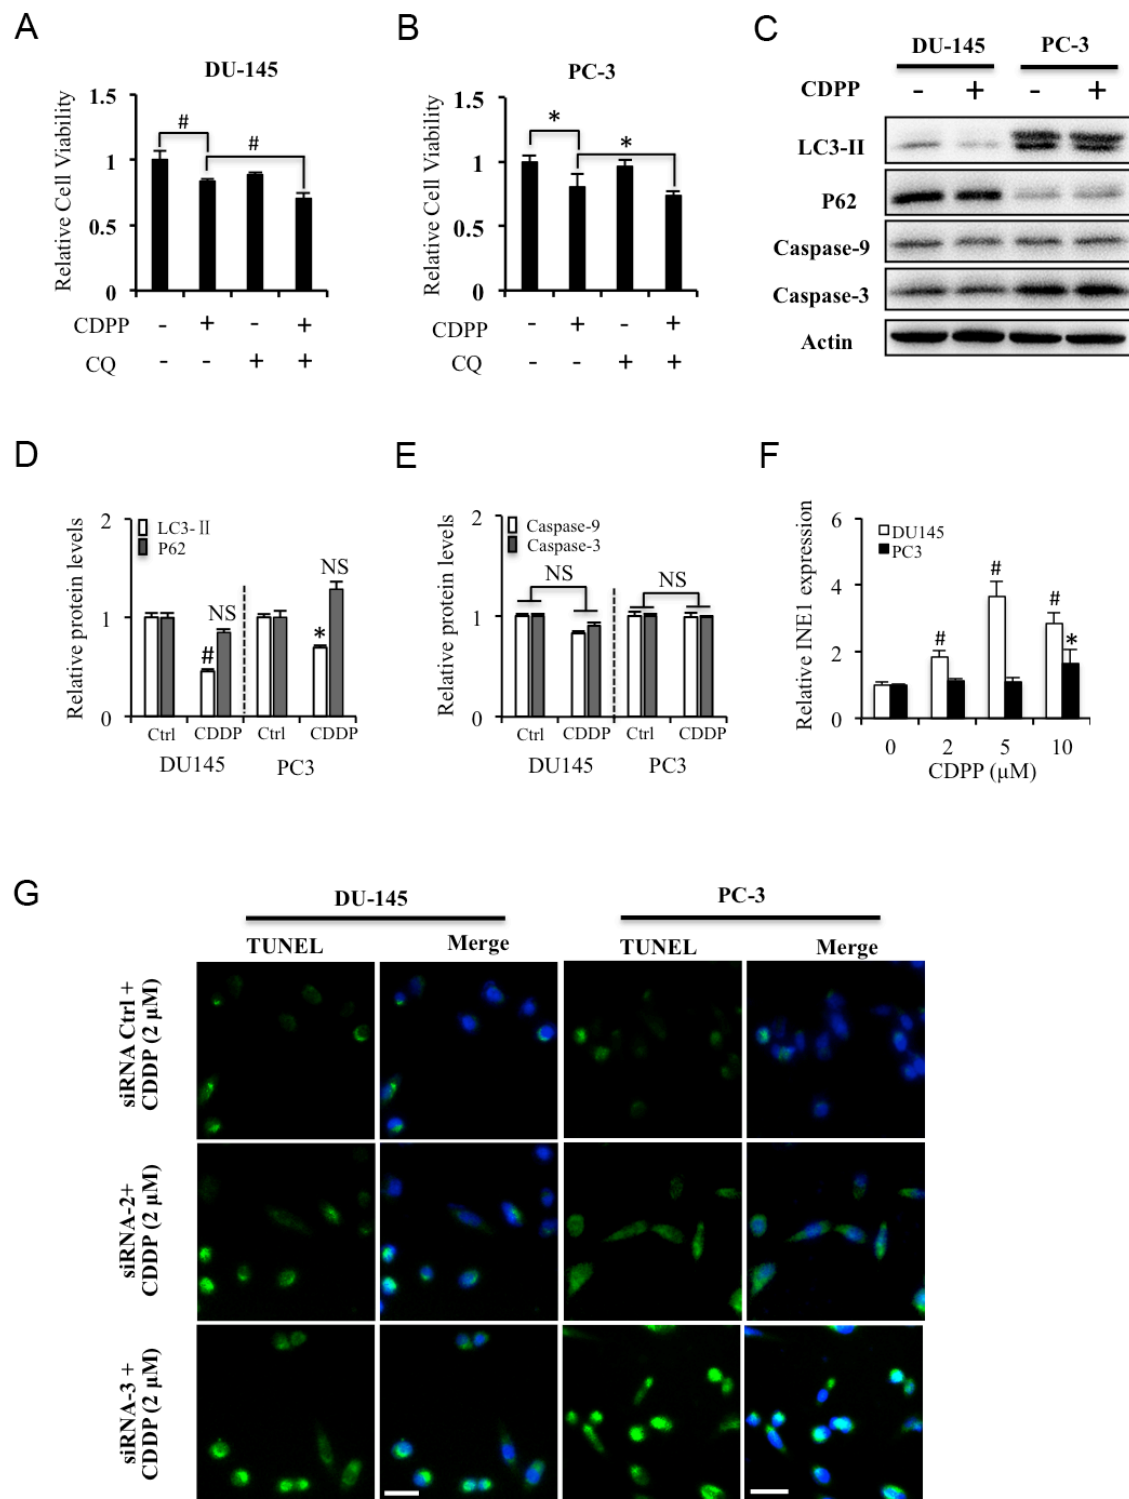 A
B
C
DU-145
PC-3
DU-145
PC-3
CDPP
-
+
-
+
LC3-II
P62
Caspase-9
Caspase-3
Actin
Relative Cell Viability
1.5
1
0.5
0
#
#
CDPP
-
+
-
+
CQ
-
-
+
+
Relative Cell Viability
1.5
1
0.5
0
*
*
CDPP
-
+
-
+
CQ
-
-
+
+
D
E
F
Relative protein levels
2
1
0
LC3- II
P62
NS
#
NS
*
Ctrl
CDDP
Ctrl
CDDP
DU145
PC3
Relative protein levels
2
1
0
Caspase-9
Caspase-3
NS
NS
Ctrl
CDDP
Ctrl
CDDP
DU145
PC3
Relative INE1 expression
6
4
2
0
DU145
PC3
#
#
#
*
0
2
5
10
CDPP (µM)
G
DU-145
PC-3
TUNEL
Merge
TUNEL
Merge
siRNA Ctrl +
CDDP (2 µM)
siRNA-2+
CDDP (2 µM)
siRNA-3 +
CDDP (2 µM)